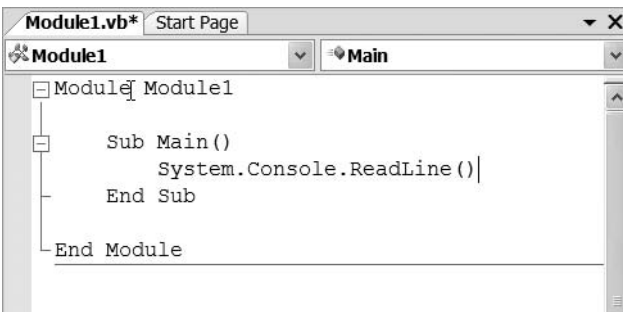 Module1.vb* Start Page
Module1 Main
Module Module1
Sub Main()
System.Console.ReadLine()
End Sub
End Module